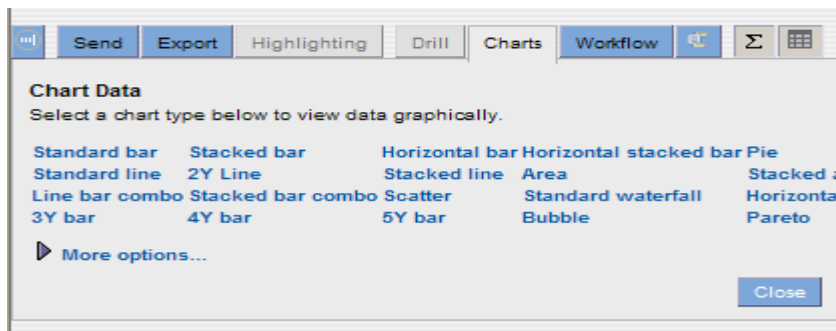 Send Export Highlighting Drill Charts Workflow Σ
Chart Data
Select a chart type below to view data graphically.
Standard bar Stacked bar Horizontal bar Horizontal stacked bar Pie
Standard line 2Y Line Stacked line Area Stacked
Line bar combo Stacked bar combo Scatter Standard waterfall Horizonta
3Y bar 4Y bar 5Y bar Bubble Pareto
More options...
Close